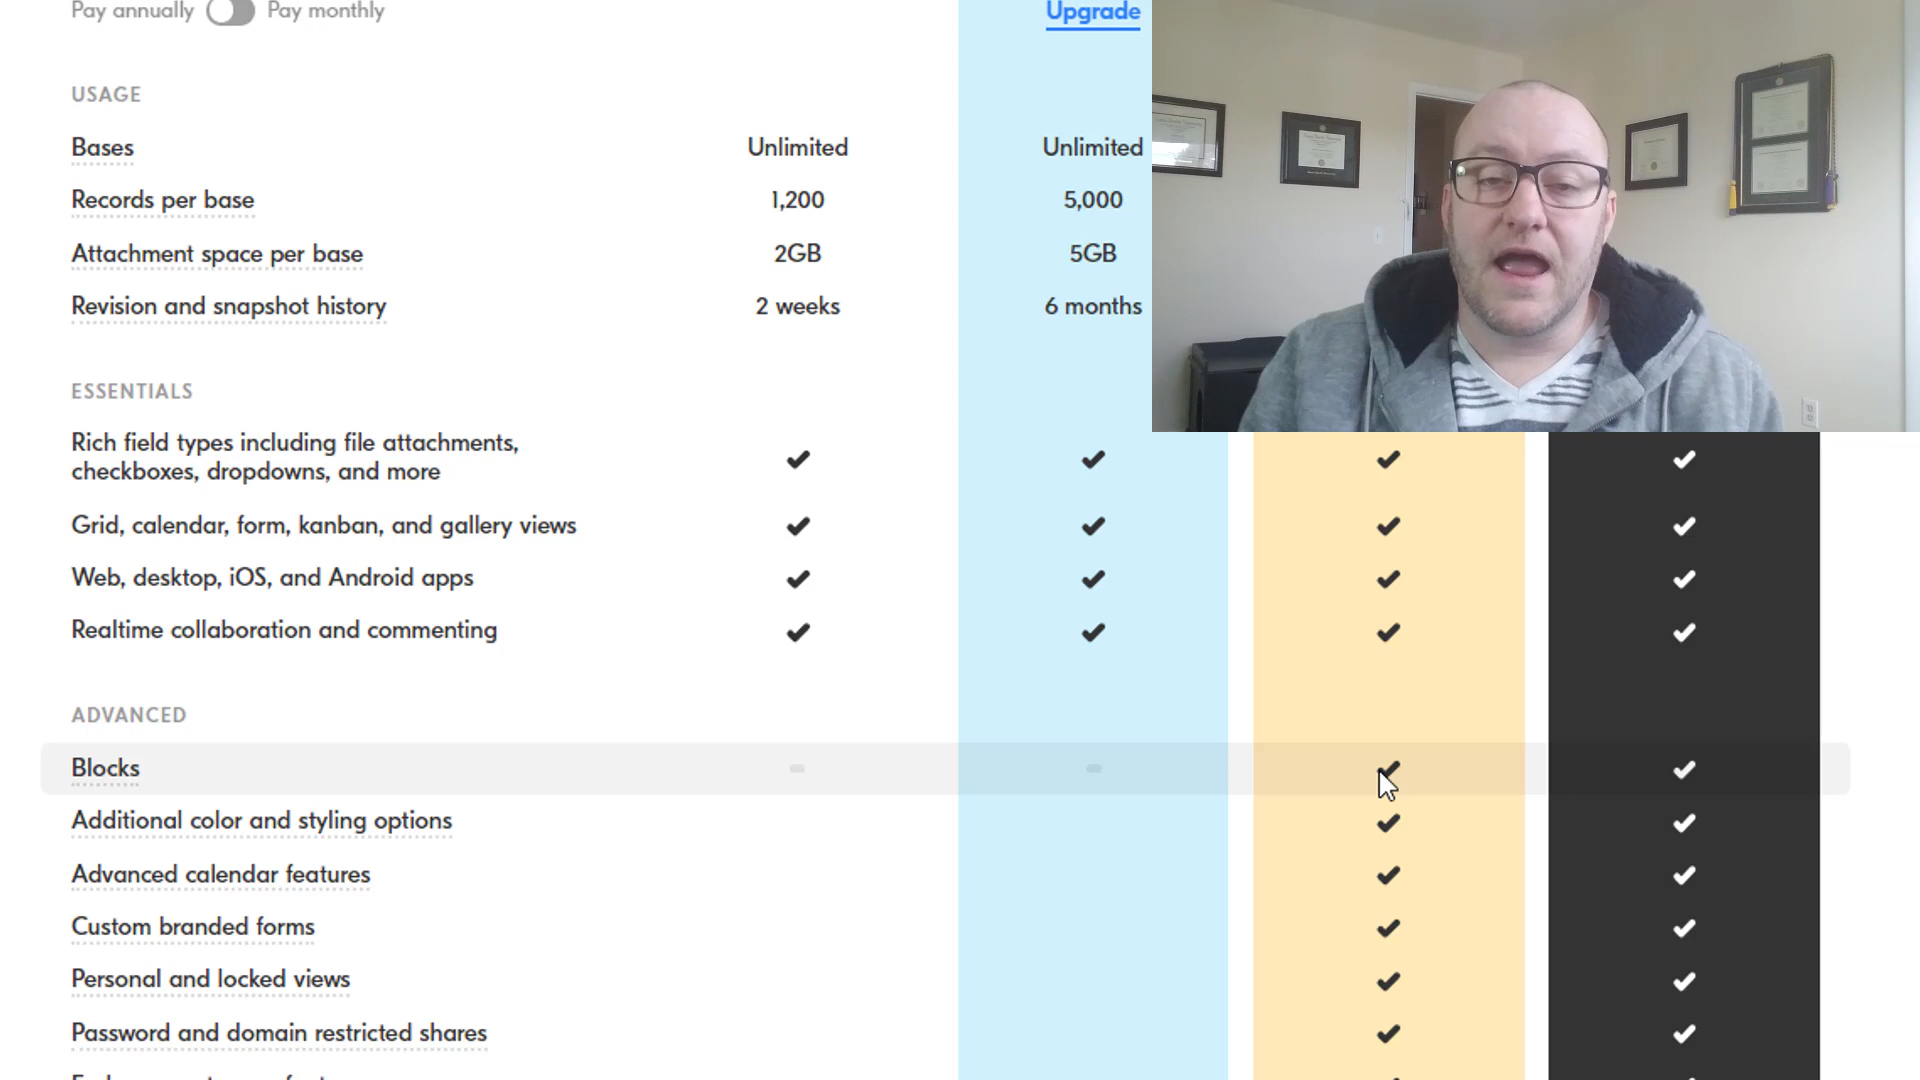 Pay annually Pay monthly Upgrade
USAGE
Bases Unlimited Unlimited
Records per base 1,200 5,000
Attachment space per base 2GB 5GB
Revision and snapshot history 2 weeks 6 months
ESSENTIALS
Rich field types including file attachments,
checkboxes, dropdowns, and more
Grid, calendar, form, kanban, and gallery views
Web, desktop, iOS, and Android apps
Realtime collaboration and commenting
ADVANCED
Blocks
Additional color and styling options
Advanced calendar features
Custom branded forms
Personal and locked views
Password and domain restricted shares